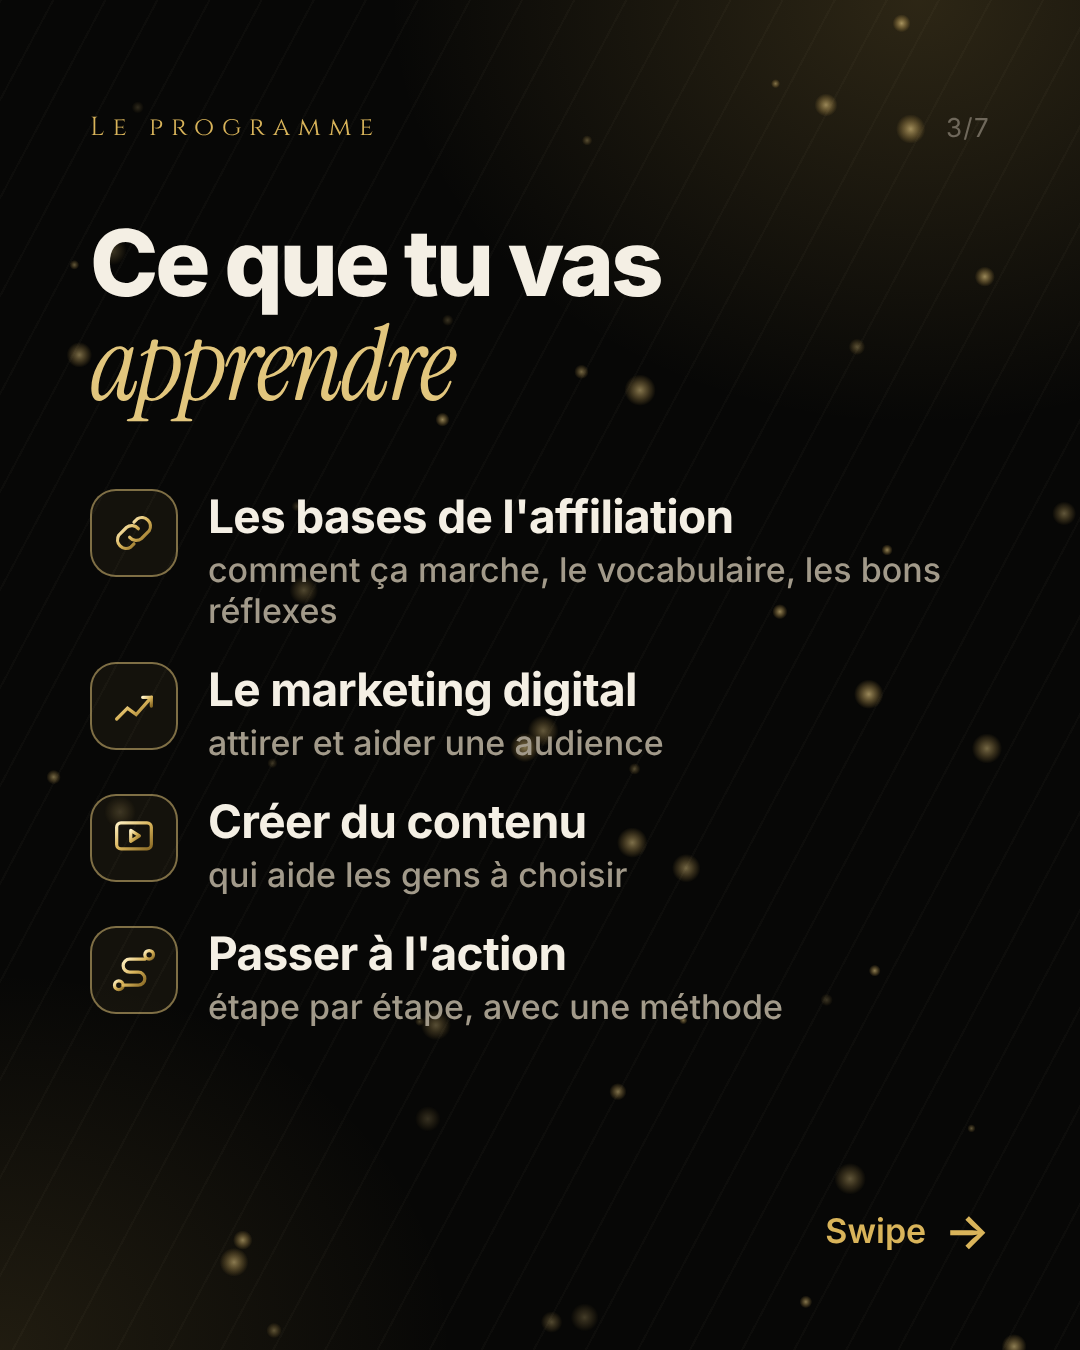 Le programme
3/7
Ce que tu vas
apprendre
Les bases de l'affiliation
comment ça marche, le vocabulaire, les bons
réflexes
Le marketing digital
attirer et aider une audience
Créer du contenu
qui aide les gens à choisir
Passer à l'action
étape par étape, avec une méthode
Swipe →